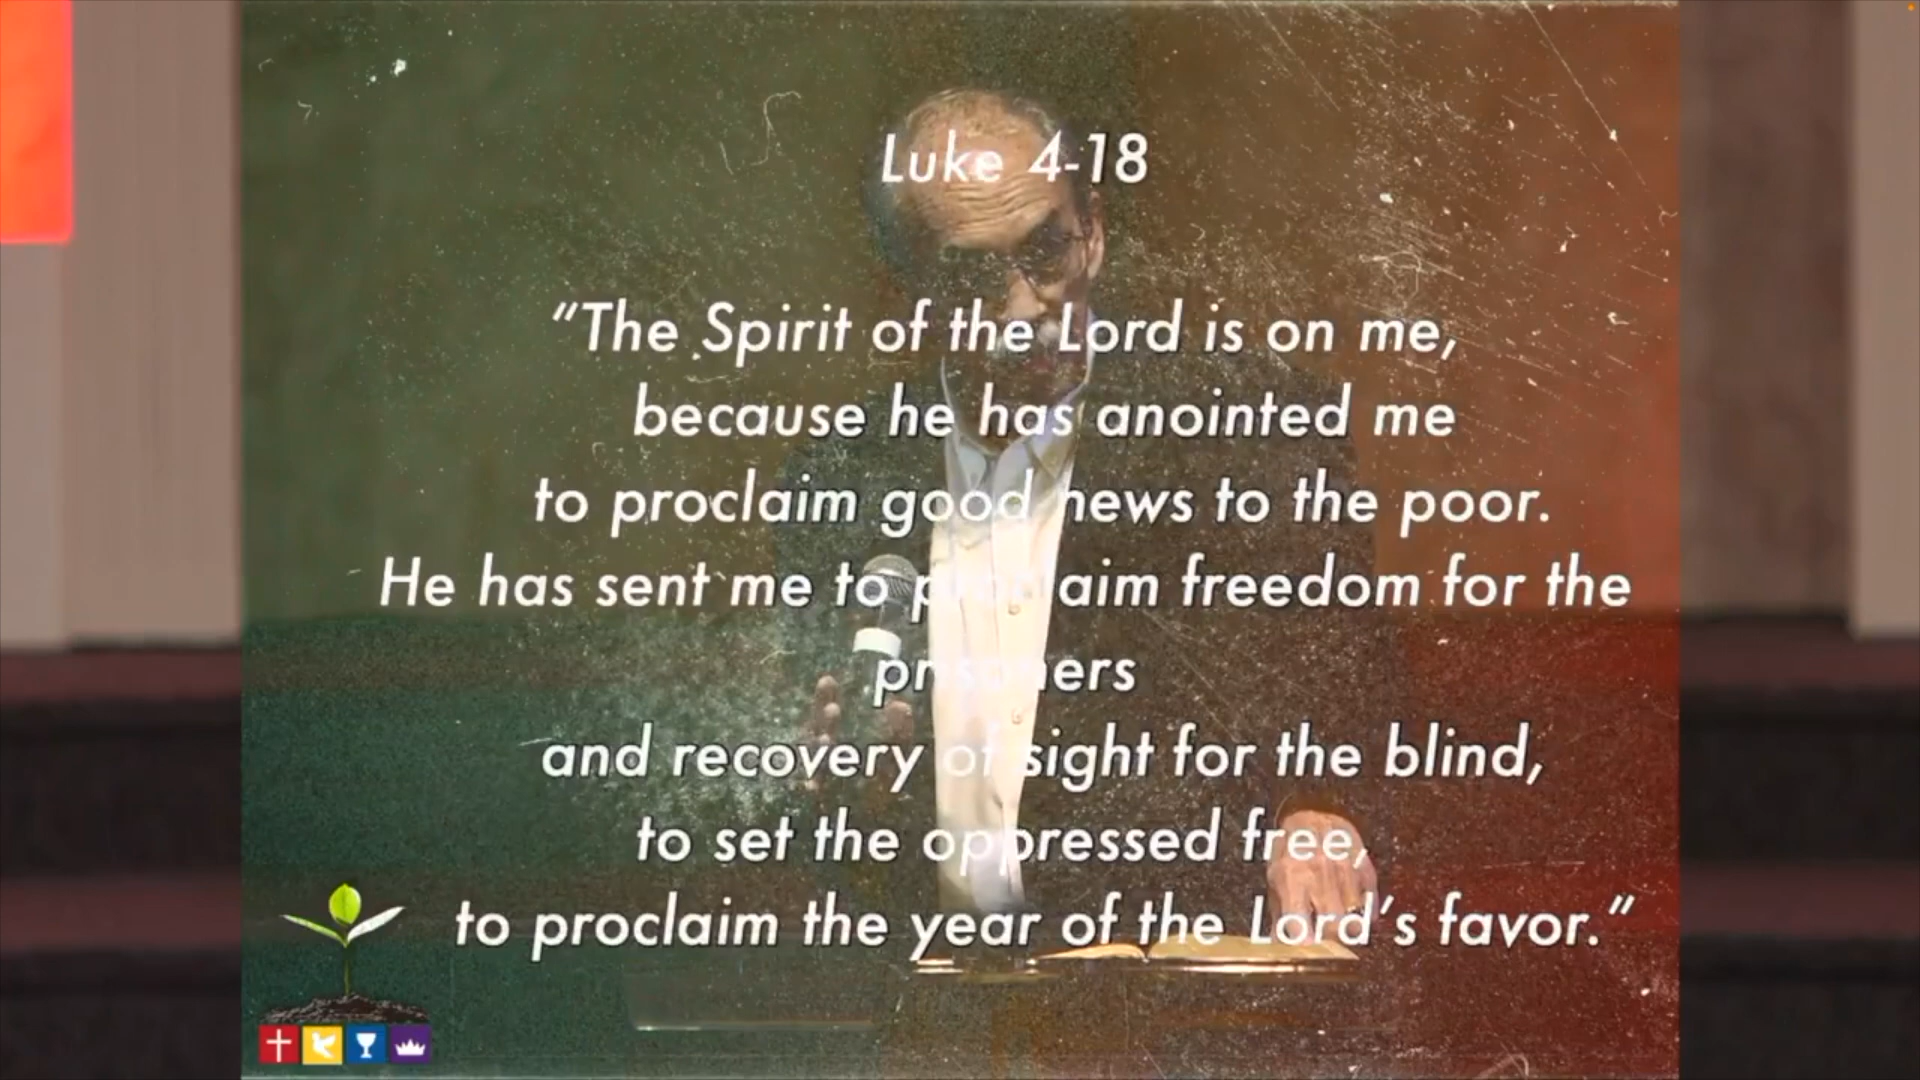 Luke 4-18
“The Spirit of the Lord is on me,
because he has anointed me
to proclaim good news to the poor.
He has sent me to proclaim freedom for the
prisoners
and recovery of sight for the blind,
to set the oppressed free,
to proclaim the year of the Lord’s favor.”